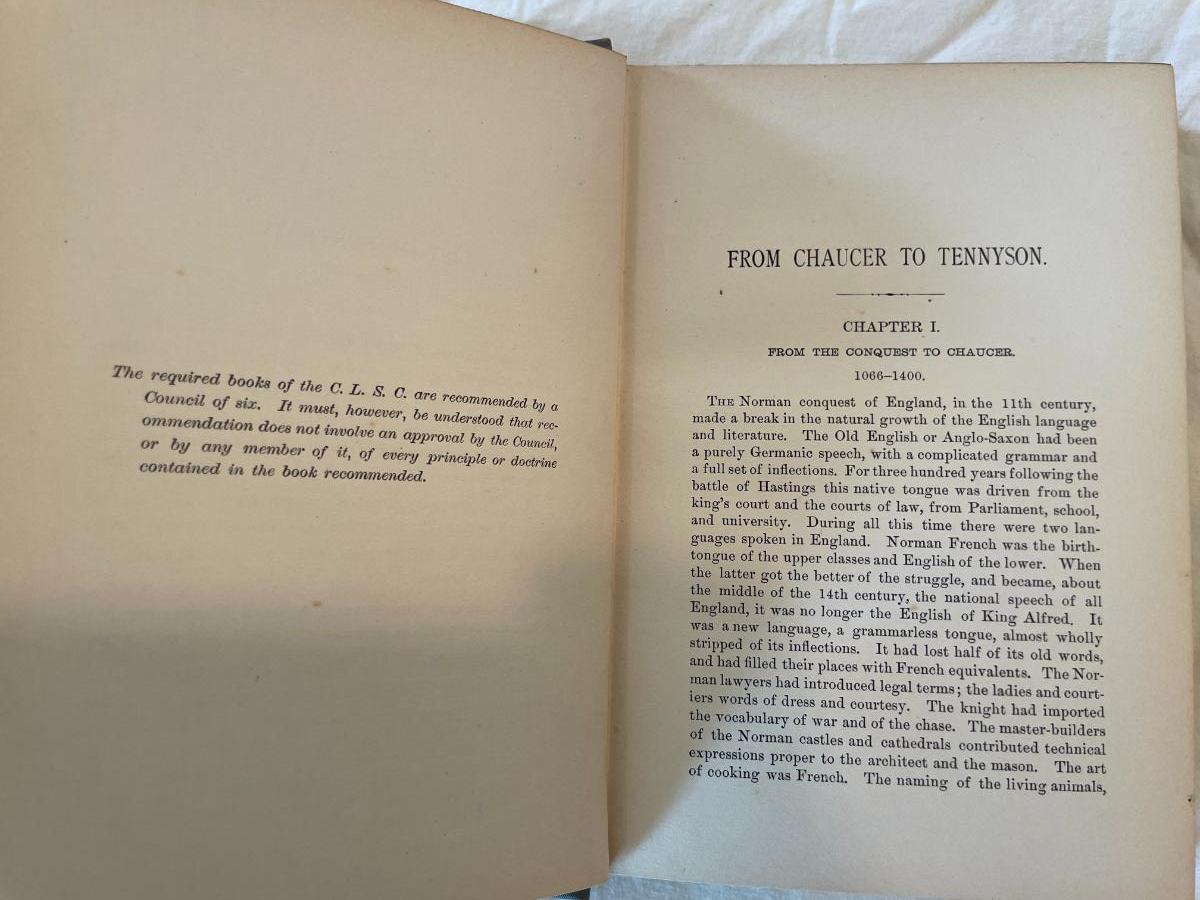 The required books of the C. L. S. C. are recommended by a
Council of six. It must, however, be understood that rec-
ommendation does not involve an approval by the Council,
or by any member of it, of every principle or doctrine
contained in the book recommended.
FROM CHAUCER TO TENNYSON.
CHAPTER I.
FROM THE CONQUEST TO CHAUCER.
1066–1400.
THE Norman conquest of England, in the 11th century,
made a break in the natural growth of the English language
and literature. The Old English or Anglo-Saxon had been
a purely Germanic speech, with a complicated grammar and
a full set of inflections. For three hundred years following the
battle of Hastings this native tongue was driven from the
king's court and the courts of law, from Parliament, school,
and university. During all this time there were two lan-
guages spoken in England. Norman French was the birth-
tongue of the upper classes and English of the lower. When
the latter got the better of the struggle, and became, about
the middle of the 14th century, the national speech of all
England, it was no longer the English of King Alfred. It
was a new language, a grammarless tongue, almost wholly
stripped of its inflections. It had lost half of its old words,
and had filled their places with French equivalents. The Nor-
man lawyers had introduced legal terms; the ladies and court-
iers words of dress and courtesy. The knight had imported
the vocabulary of war and of the chase. The master-builders
of the Norman castles and cathedrals contributed technical
expressions proper to the architect and the mason. The art
of cooking was French. The naming of the living animals,